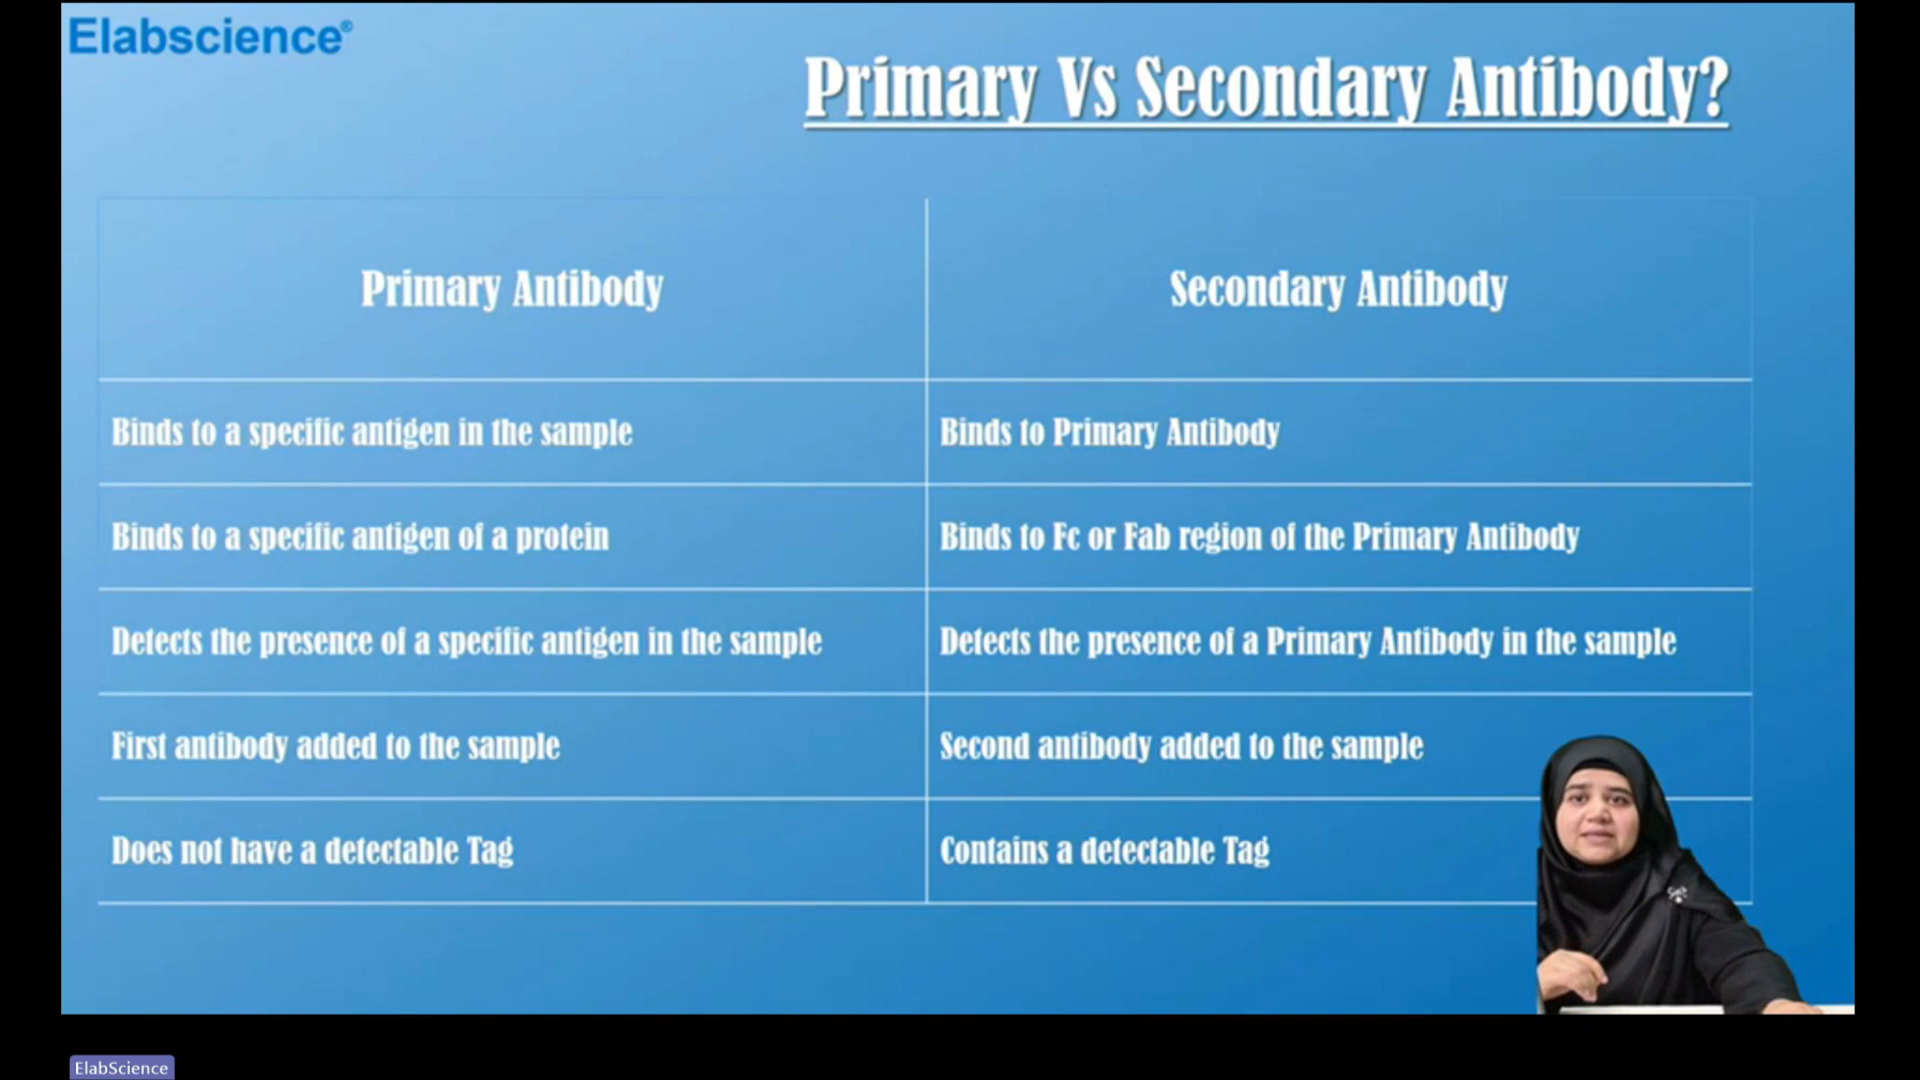 Elabscience®
Primary Vs Secondary Antibody?
Primary Antibody
Secondary Antibody
Binds to a specific antigen in the sample
Binds to Primary Antibody
Binds to a specific antigen of a protein
Binds to Fc or Fab region of the Primary Antibody
Detects the presence of a specific antigen in the sample
Detects the presence of a Primary Antibody in the sample
First antibody added to the sample
Second antibody added to the sample
Does not have a detectable Tag
Contains a detectable Tag
ElabScience